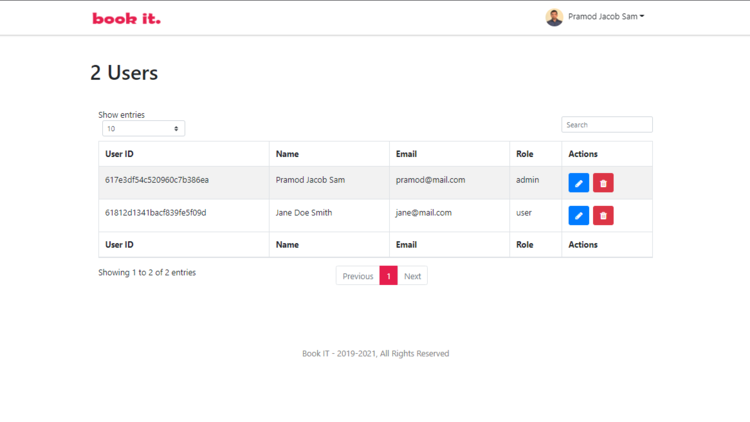 book it.
Pramod Jacob Sam
2 Users
Show entries
10
Search
User ID Name Email Role Actions
617e3df54c520960c7b386ea Pramod Jacob Sam pramod@mail.com admin
61812d1341bacf839fe5f09d Jane Doe Smith jane@mail.com user
User ID Name Email Role Actions
Showing 1 to 2 of 2 entries
Previous 1 Next
Book IT - 2019-2021, All Rights Reserved